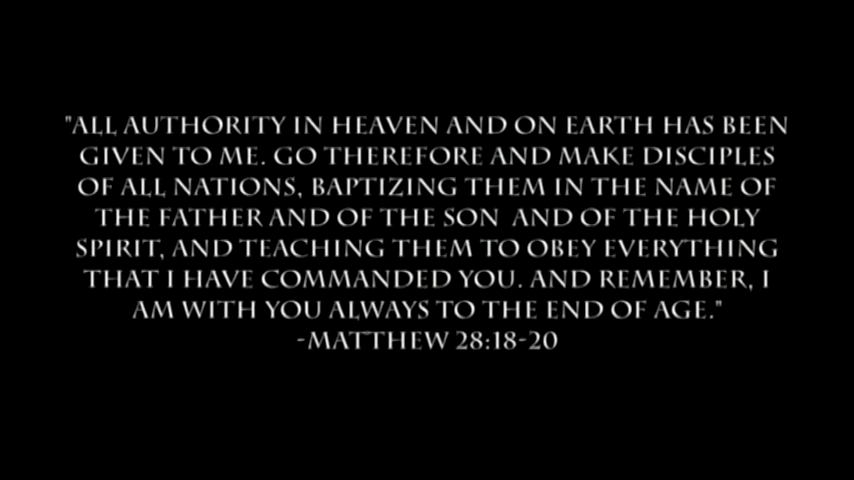 "ALL AUTHORITY IN HEAVEN AND ON EARTH HAS BEEN
GIVEN TO ME. GO THEREFORE AND MAKE DISCIPLES
OF ALL NATIONS, BAPTIZING THEM IN THE NAME OF
THE FATHER AND OF THE SON AND OF THE HOLY
SPIRIT, AND TEACHING THEM TO OBEY EVERYTHING
THAT I HAVE COMMANDED YOU. AND REMEMBER, I
AM WITH YOU ALWAYS TO THE END OF AGE."
-MATTHEW 28:18-20